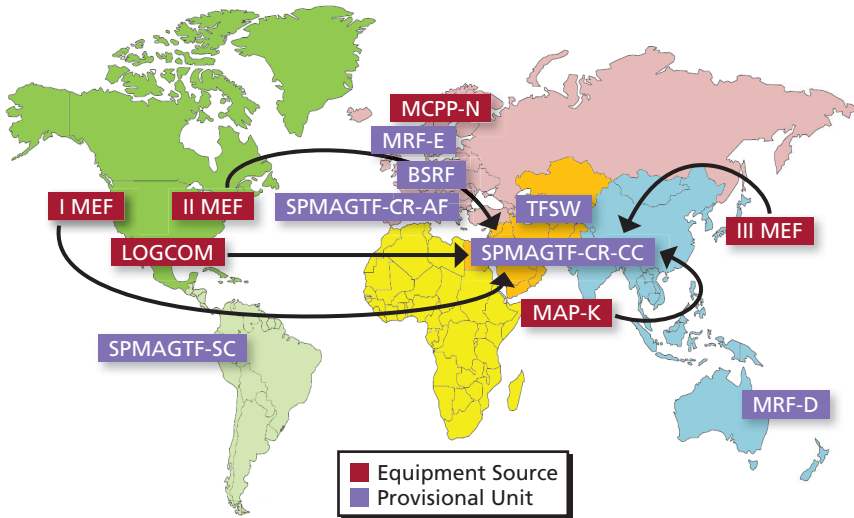 MCPP-N
MRF-E
BSRF
I MEF
II MEF
SPMAGTF-CR-AF
TFSW
III MEF
LOGCOM
SPMAGTF-CR-CC
MAP-K
SPMAGTF-SC
MRF-D
Equipment Source
Provisional Unit